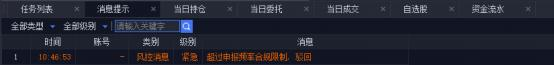 任务列表 消息提示 当日持仓 当日委托 当日成交 自选股 资金流水
全部类型 全部级别 请输入关键字
时间 账号 类别 级别 消息
1 10:46:53 - 风控消息 紧急 超过申报频率合规限制，驳回